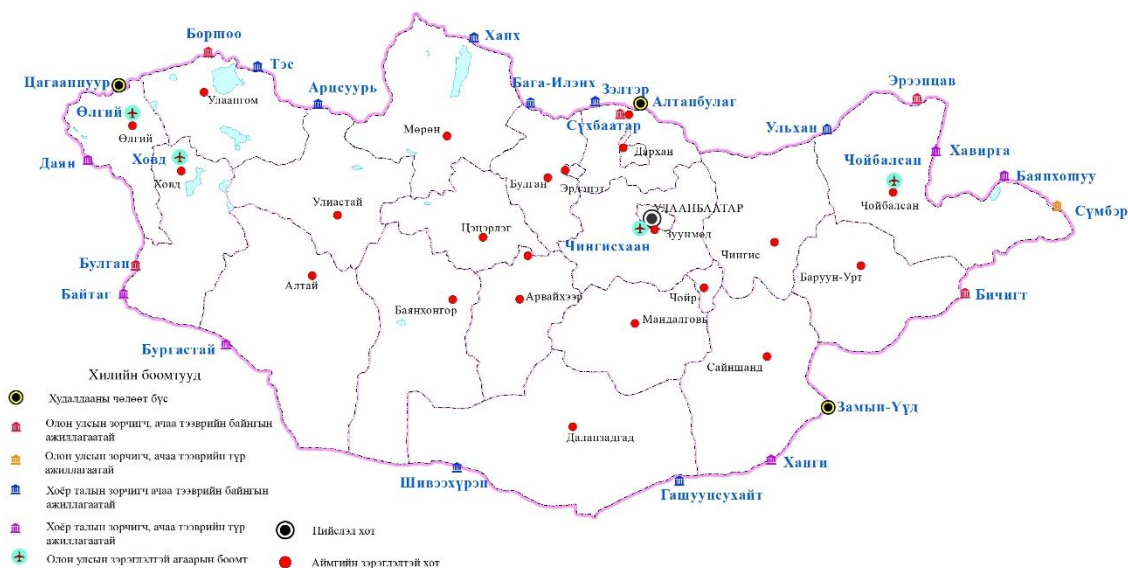 Ханх
Боршоо
Тэс
Цагааннуур
Арцсуурь
Бага-Илэнх
Зэлтэр
Алтанбулаг
Эрээнцав
Улаангом
Өлгий
Өлгий
Мөрөн
Сүхбаатар
Ульхан
Дархан
Хавирга
Даян
Ховд
Ховд
Булган
Эрдэнэт
Чойбалсан
Чойбалсан
Баянхошуу
Сүмбэр
Улиастай
Цэцэрлэг
УЛААНБААТАР
Зуунмод
Чингисхаан
Чингис
Баруун-Урт
Булган
Алтай
Байтаг
Баянхонгор
Арвайхээр
Чойр
Мандалговь
Бичигт
Бургастай
Сайншанд
Замын-Үүд
Даланзадгад
Ханги
Шивээхүрэн
Гашуунсухайт
Хилийн боомтууд
Худалдааны чөлөөт бүс
Олон улсын зорчигч, ачаа тээврийн байнгын
ажиллагаатай
Олон улсын зорчигч, ачаа тээврийн түр
ажиллагаатай
Хоёр талын зорчигч ачаа тээврийн байнгын
ажиллагаатай
Хоёр талын зорчигч, ачаа тээврийн түр
ажиллагаатай
Олон улсын зэрэглэлтэй агаарын боомт
Нийслэл хот
Аймгийн зэрэглэлтэй хот